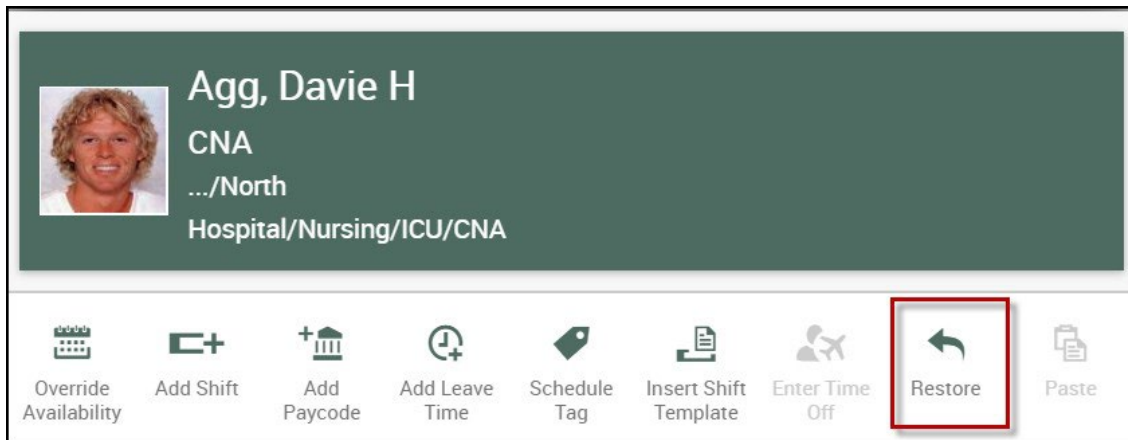 Agg, Davie H
CNA
.../North
Hospital/Nursing/ICU/CNA
Override Availability
Add Shift
Add Paycode
Add Leave Time
Schedule Tag
Insert Shift Template
Enter Time Off
Restore
Paste